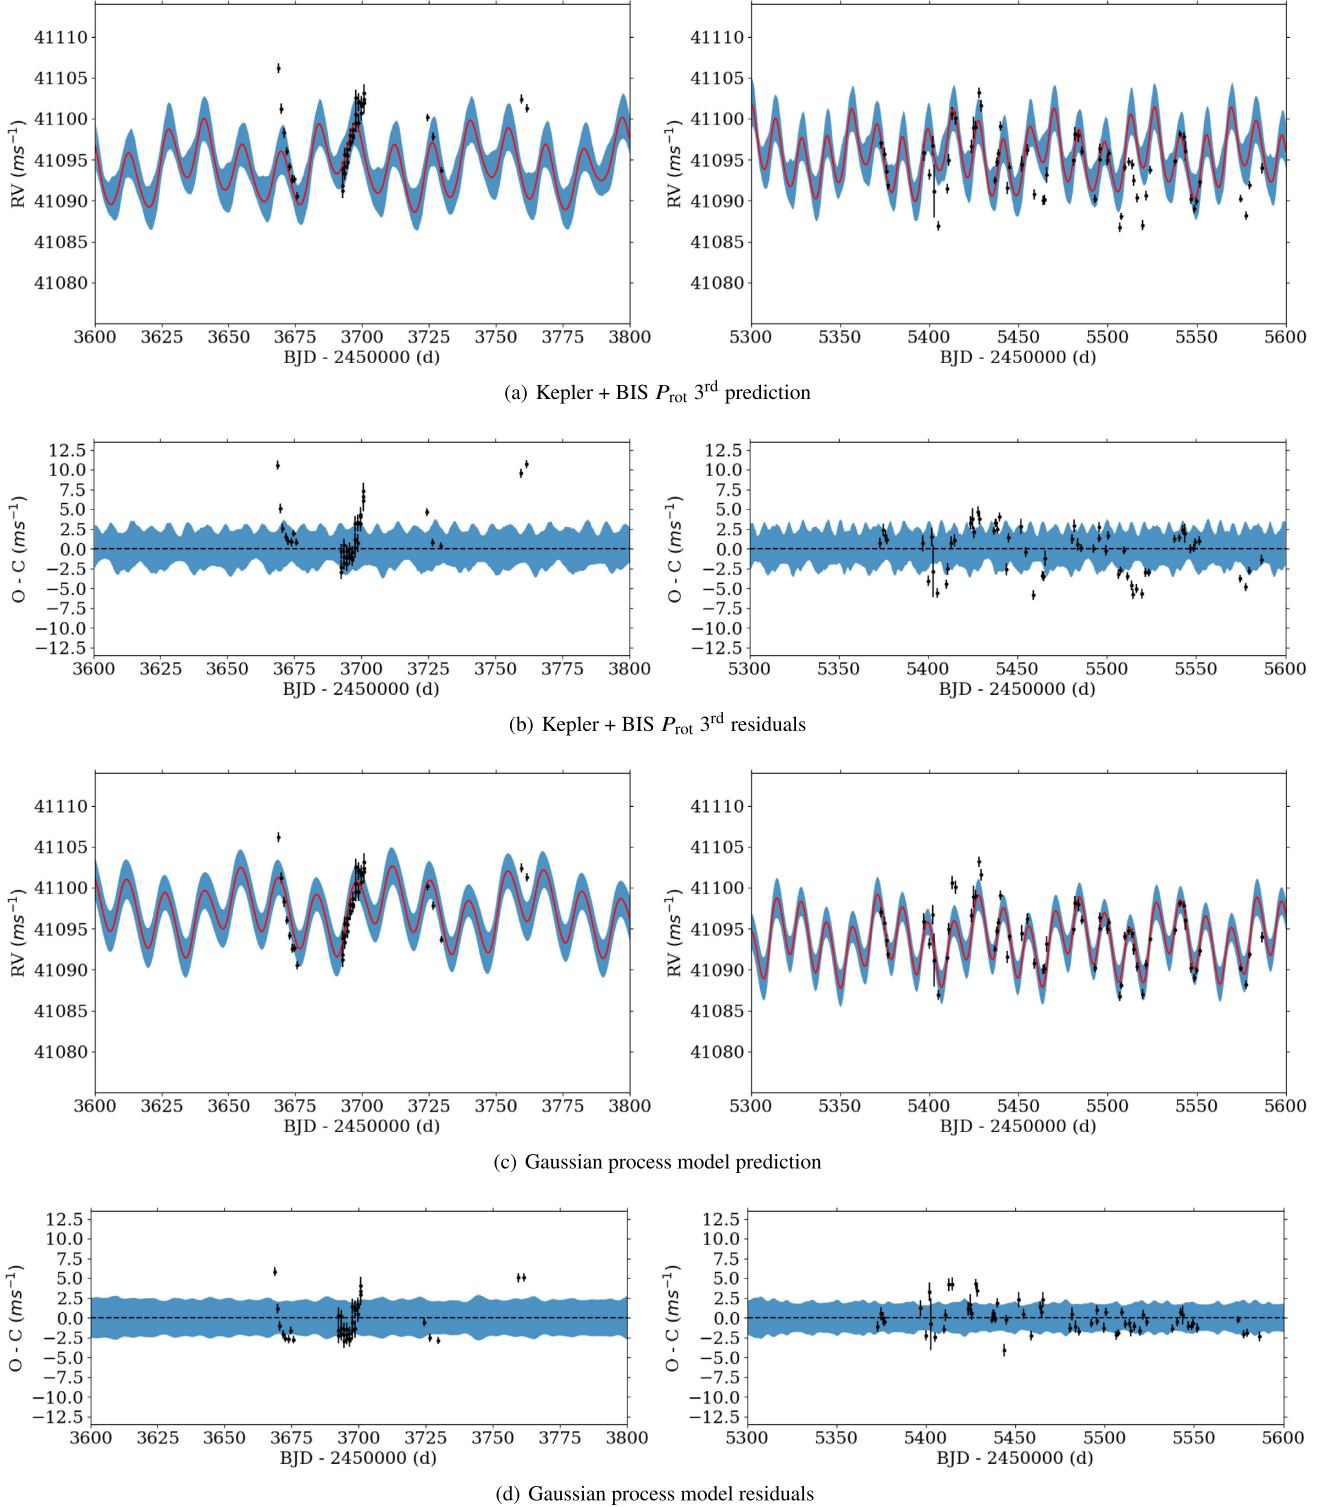 41110
41105
41100
41095
41090
41085
41080
RV (ms⁻¹)
3600 3625 3650 3675 3700 3725 3750 3775 3800
BJD - 2450000 (d)
41110
41105
41100
41095
41090
41085
41080
RV (ms⁻¹)
5300 5350 5400 5450 5500 5550 5600
BJD - 2450000 (d)
(a) Kepler + BIS Prot 3rd prediction
12.5
10.0
7.5
5.0
2.5
0.0
−2.5
−5.0
−7.5
−10.0
−12.5
O - C (ms⁻¹)
3600 3625 3650 3675 3700 3725 3750 3775 3800
BJD - 2450000 (d)
12.5
10.0
7.5
5.0
2.5
0.0
−2.5
−5.0
−7.5
−10.0
−12.5
O - C (ms⁻¹)
5300 5350 5400 5450 5500 5550 5600
BJD - 2450000 (d)
(b) Kepler + BIS Prot 3rd residuals
41110
41105
41100
41095
41090
41085
41080
RV (ms⁻¹)
3600 3625 3650 3675 3700 3725 3750 3775 3800
BJD - 2450000 (d)
41110
41105
41100
41095
41090
41085
41080
RV (ms⁻¹)
5300 5350 5400 5450 5500 5550 5600
BJD - 2450000 (d)
(c) Gaussian process model prediction
12.5
10.0
7.5
5.0
2.5
0.0
−2.5
−5.0
−7.5
−10.0
−12.5
O - C (ms⁻¹)
3600 3625 3650 3675 3700 3725 3750 3775 3800
BJD - 2450000 (d)
12.5
10.0
7.5
5.0
2.5
0.0
−2.5
−5.0
−7.5
−10.0
−12.5
O - C (ms⁻¹)
5300 5350 5400 5450 5500 5550 5600
BJD - 2450000 (d)
(d) Gaussian process model residuals